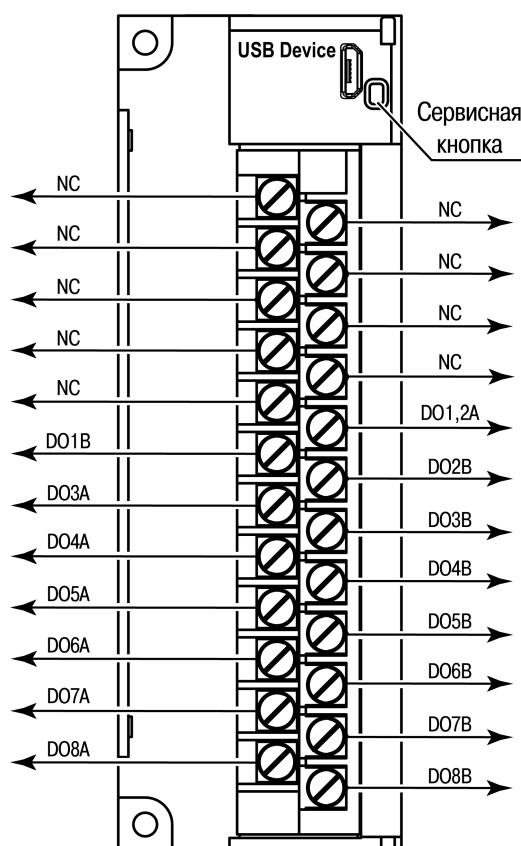 USB Device
Сервисная
кнопка
NC
NC
NC
NC
NC
NC
NC
NC
NC
DO1,2A
DO1B
DO2B
DO3A
DO3B
DO4A
DO4B
DO5A
DO5B
DO6A
DO6B
DO7A
DO7B
DO8A
DO8B